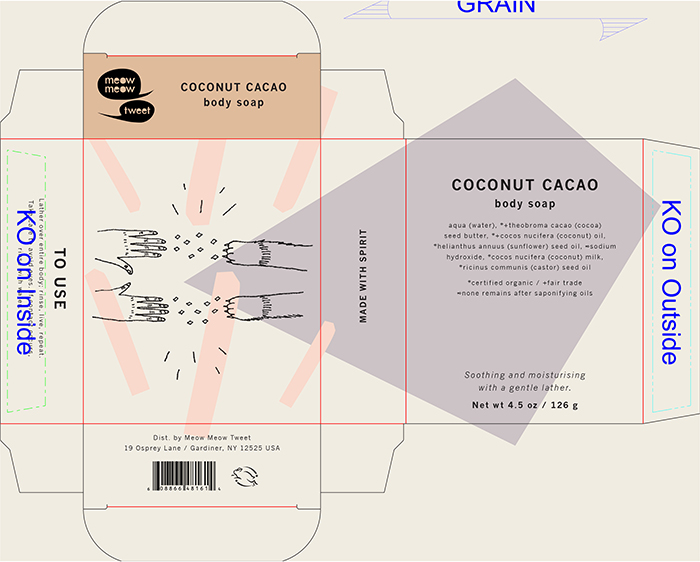 GRAIN
meow
meow
tweet
COCONUT CACAO
body soap
KO on Inside
TO USE
Lather over entire body; rinse, live, repeat.
MADE WITH SPIRIT
COCONUT CACAO
body soap
aqua (water), *+theobroma cacao (cocoa)
seed butter, *+cocos nucifera (coconut) oil,
*helianthus annuus (sunflower) seed oil, =sodium
hydroxide, *cocos nucifera (coconut) milk,
*ricinus communis (castor) seed oil
*certified organic / +fair trade
=none remains after saponifying oils
Soothing and moisturising
with a gentle lather.
Net wt 4.5 oz / 126 g
KO on Outside
Dist. by Meow Meow Tweet
19 Osprey Lane / Gardiner, NY 12525 USA
6 08866 48161 4